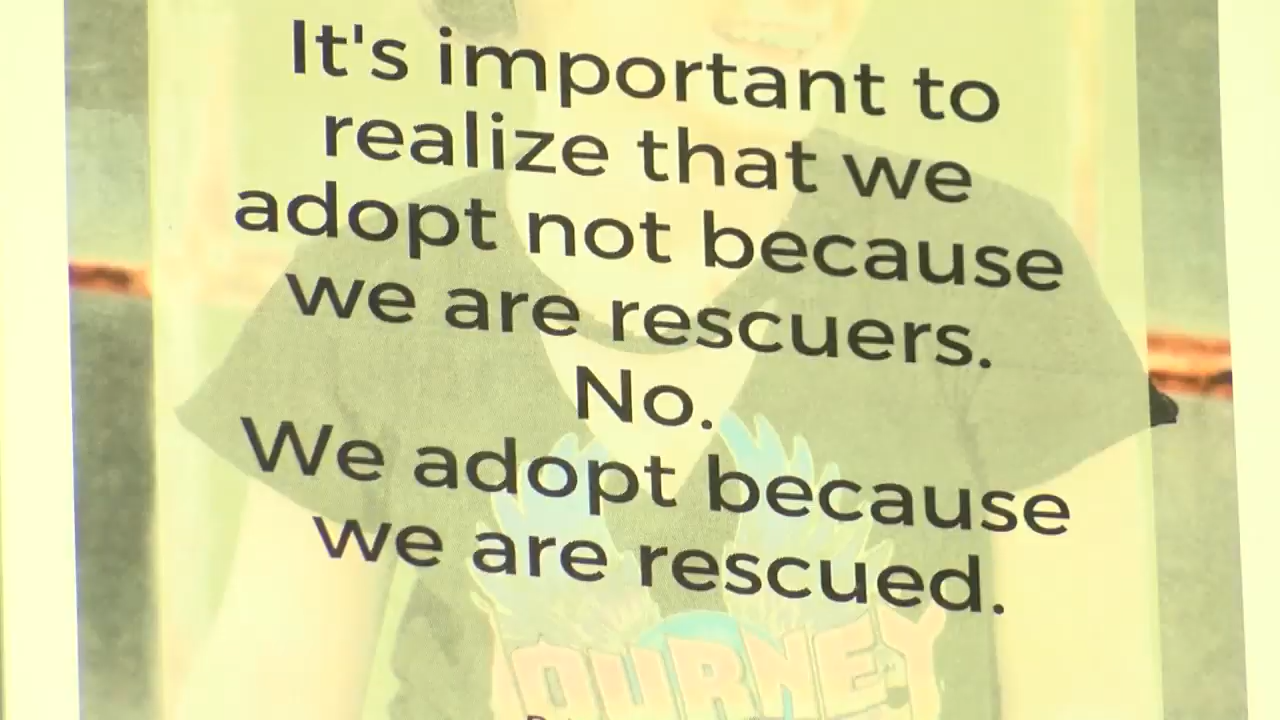 It's important to
realize that we
adopt not because
we are rescuers.
No.
We adopt because
we are rescued.
JOURNEY